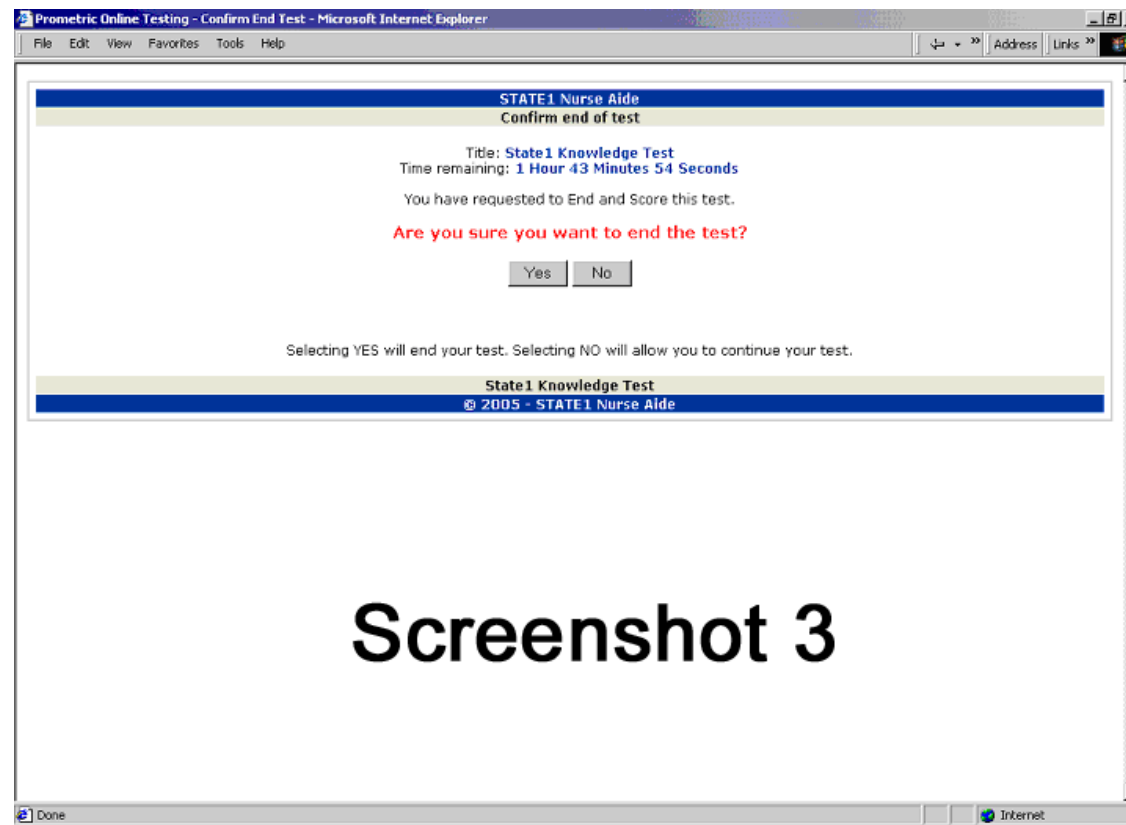 Prometric Online Testing - Confirm End Test - Microsoft Internet Explorer
File Edit View Favorites Tools Help Address Links »
STATE1 Nurse Aide
Confirm end of test
Title: State1 Knowledge Test
Time remaining: 1 Hour 43 Minutes 54 Seconds
You have requested to End and Score this test.
Are you sure you want to end the test?
Yes No
Selecting YES will end your test. Selecting NO will allow you to continue your test.
State1 Knowledge Test
© 2005 - STATE1 Nurse Aide
Screenshot 3
Done Internet